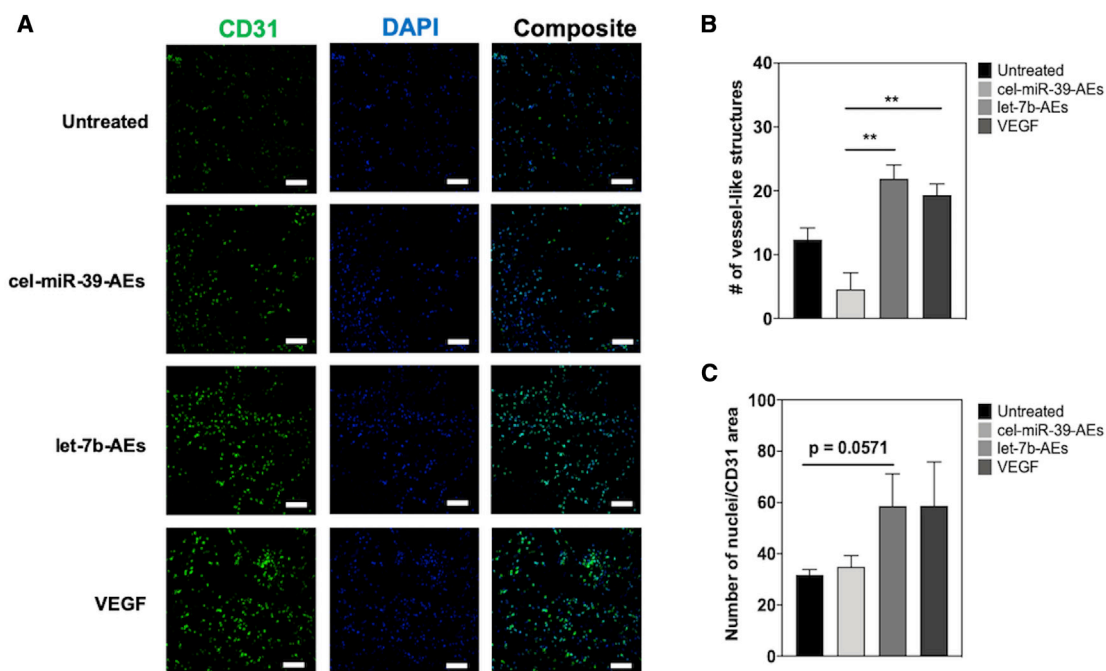 A
CD31
DAPI
Composite
Untreated
cel-miR-39-AEs
let-7b-AEs
VEGF
B
# of vessel-like structures
40
30
20
10
0
**
**
Untreated
cel-miR-39-AEs
let-7b-AEs
VEGF
C
Number of nuclei/CD31 area
100
80
60
40
20
0
p = 0.0571
Untreated
cel-miR-39-AEs
let-7b-AEs
VEGF